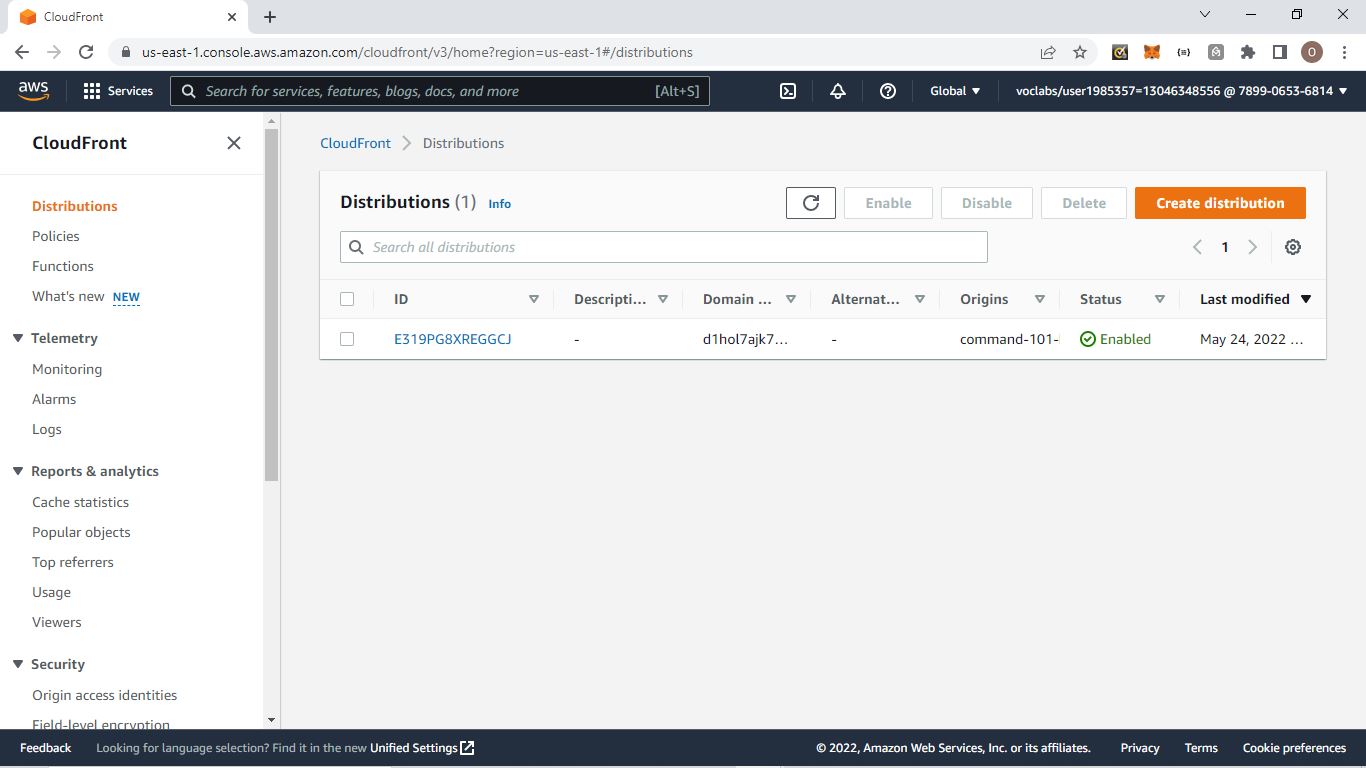 CloudFront
us-east-1.console.aws.amazon.com/cloudfront/v3/home?region=us-east-1#/distributions
O
aws
Services
Search for services, features, blogs, docs, and more [Alt+S]
Global
voclabs/user1985357=13046348556 @ 7899-0653-6814
CloudFront
Distributions
Policies
Functions
What's new NEW
Telemetry
Monitoring
Alarms
Logs
Reports & analytics
Cache statistics
Popular objects
Top referrers
Usage
Viewers
Security
Origin access identities
Field-level encryption
CloudFront Distributions
Distributions (1) Info
Enable
Disable
Delete
Create distribution
Search all distributions
1
ID Descripti... Domain ... Alternat... Origins Status Last modified
E319PG8XREGGCJ - d1hol7ajk7... - command-101- Enabled May 24, 2022 ...
Feedback
Looking for language selection? Find it in the new Unified Settings
© 2022, Amazon Web Services, Inc. or its affiliates.
Privacy
Terms
Cookie preferences